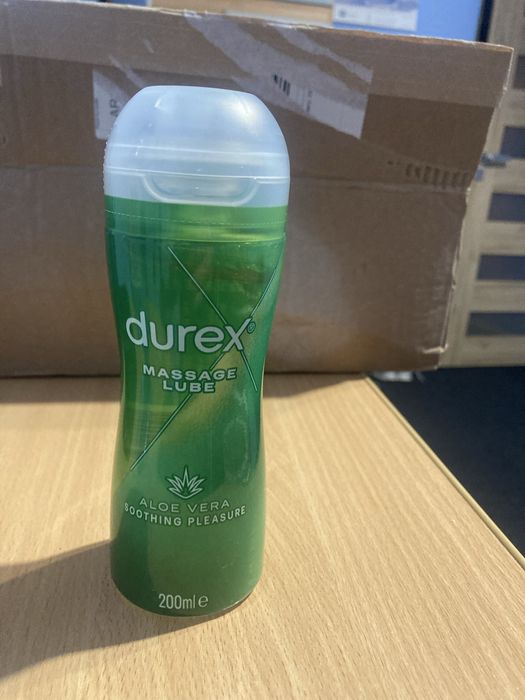 durex®
MASSAGE
LUBE
ALOE VERA
SOOTHING PLEASURE
200ml e